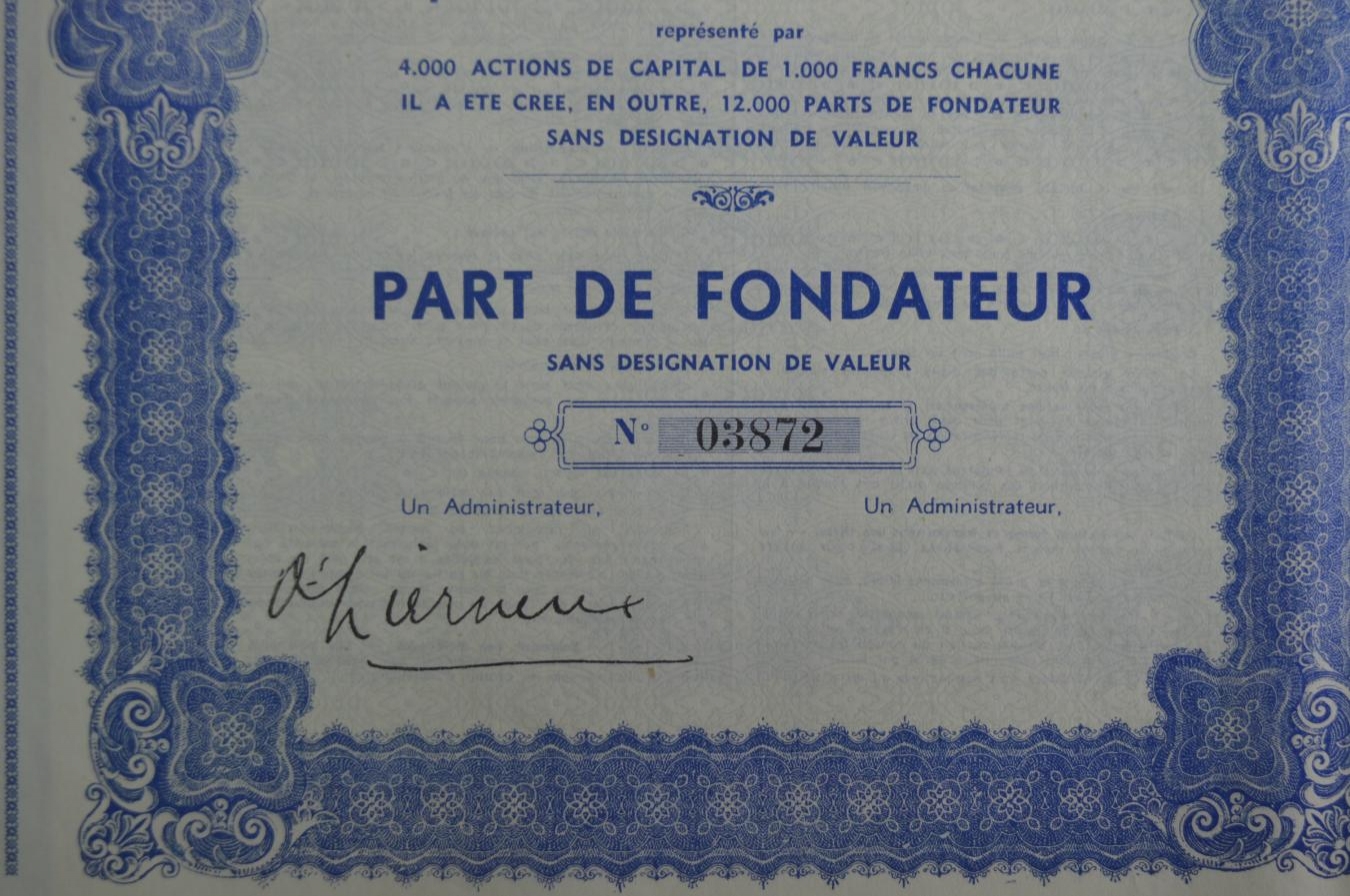 représenté par
4.000 ACTIONS DE CAPITAL DE 1.000 FRANCS CHACUNE
IL A ETE CREE, EN OUTRE, 12.000 PARTS DE FONDATEUR
SANS DESIGNATION DE VALEUR
PART DE FONDATEUR
SANS DESIGNATION DE VALEUR
N° 03872
Un Administrateur, Un Administrateur,